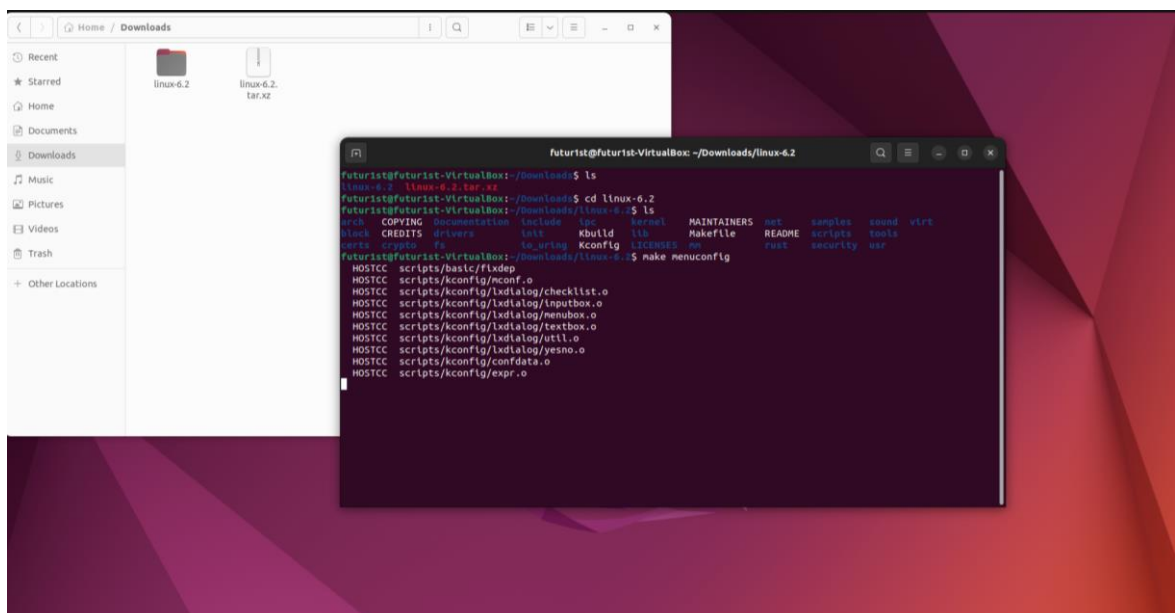 Home / Downloads
Recent
Starred
Home
Documents
Downloads
Music
Pictures
Videos
Trash
+ Other Locations
linux-6.2
linux-6.2.
tar.xz
futur1st@futur1st-VirtualBox: ~/Downloads/linux-6.2
futur1st@futur1st-VirtualBox:~/Downloads$ ls
linux-6.2 linux-6.2.tar.xz
futur1st@futur1st-VirtualBox:~/Downloads$ cd linux-6.2
futur1st@futur1st-VirtualBox:~/Downloads/linux-6.2$ ls
arch COPYING Documentation include ipc kernel MAINTAINERS net samples sound virt
block CREDITS drivers init Kbuild lib Makefile README scripts tools
certs crypto fs io_uring Kconfig LICENSES mm rust security usr
futur1st@futur1st-VirtualBox:~/Downloads/linux-6.2$ make menuconfig
HOSTCC scripts/basic/fixdep
HOSTCC scripts/kconfig/mconf.o
HOSTCC scripts/kconfig/lxdialog/checklist.o
HOSTCC scripts/kconfig/lxdialog/inputbox.o
HOSTCC scripts/kconfig/lxdialog/menubox.o
HOSTCC scripts/kconfig/lxdialog/textbox.o
HOSTCC scripts/kconfig/lxdialog/util.o
HOSTCC scripts/kconfig/lxdialog/yesno.o
HOSTCC scripts/kconfig/confdata.o
HOSTCC scripts/kconfig/expr.o